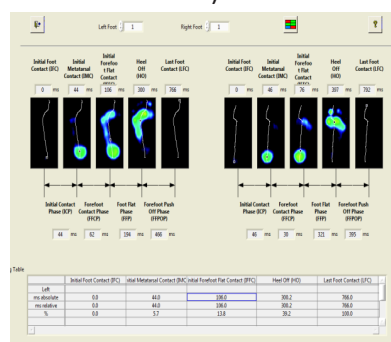 Left Foot 1
Right Foot 1
?
Initial Foot Contact (IFC)
Initial Metatarsal Contact (IMC)
Initial Forefoo t Flat Contact
Heel Off (HO)
Last Foot Contact (LFC)
Initial Foot Contact (IFC)
Initial Metatarsal Contact (IMC)
Initial Forefoo t Flat Contact
Heel Off (HO)
Last Foot Contact (LFC)
0 ms 44 ms 106 ms 300 ms 766 ms
0 ms 46 ms 76 ms 397 ms 792 ms
Initial Contact Phase (ICP)
Forefoot Contact Phase (FFCP)
Foot Flat Phase (FFP)
Forefoot Push Off Phase (FFPOP)
Initial Contact Phase (ICP)
Forefoot Contact Phase (FFCP)
Foot Flat Phase (FFP)
Forefoot Push Off Phase (FFPOP)
44 ms 62 ms 194 ms 466 ms
46 ms 30 ms 321 ms 395 ms
g Table
Initial Foot Contact (IFC) nitial Metatarsal Contact (IMC) nitial Forefoot Flat Contact (IFFC) Heel Off (HO) Last Foot Contact (LFC)
Left
ms absolute 0.0 44.0 106.0 300.2 766.0
ms relative 0.0 44.0 106.0 300.2 766.0
% 0.0 5.7 13.8 39.2 100.0